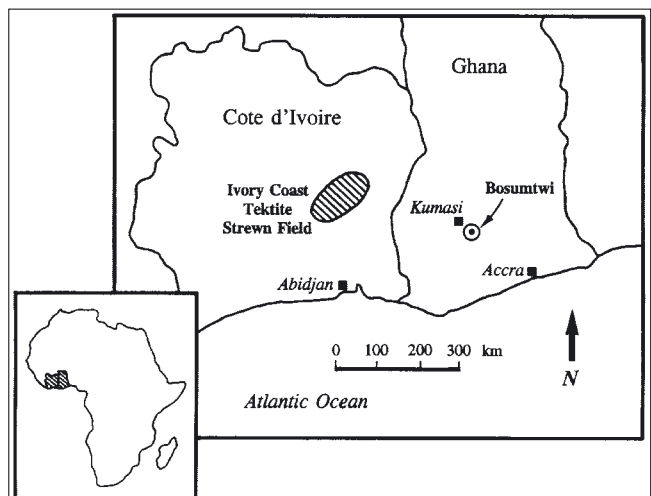 Ghana
Cote d'Ivoire
Ivory Coast
Tektite
Strewn Field
Bosumtwi
Kumasi
Accra
Abidjan
0 100 200 300 km
N
Atlantic Ocean